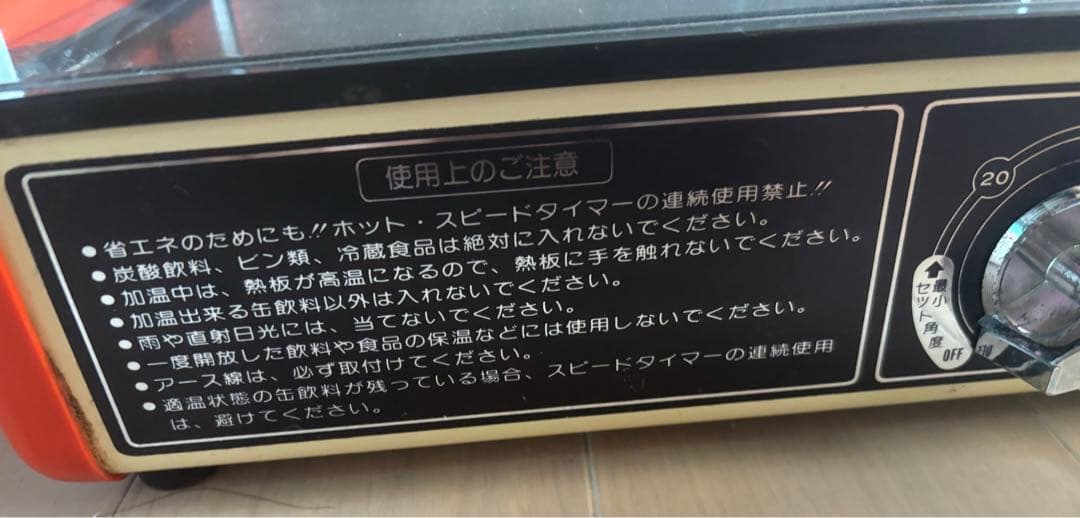 使用上のご注意
●省エネのためにも!!ホット・スピードタイマーの連続使用禁止!!
●炭酸飲料、ビン類、冷蔵食品は絶対に入れないでください。
●加温中は、熱板が高温になるので、熱板に手を触れないでください。
●加温出来る缶飲料以外は入れないでください。
●雨や直射日光には、当てないでください。
●一度開放した飲料や食品の保温などには使用しないでください。
●アース線は、必ず取付けてください。
●適温状態の缶飲料が残っている場合、スピードタイマーの連続使用
は、避けてください。
20
最小
セット角度
OFF